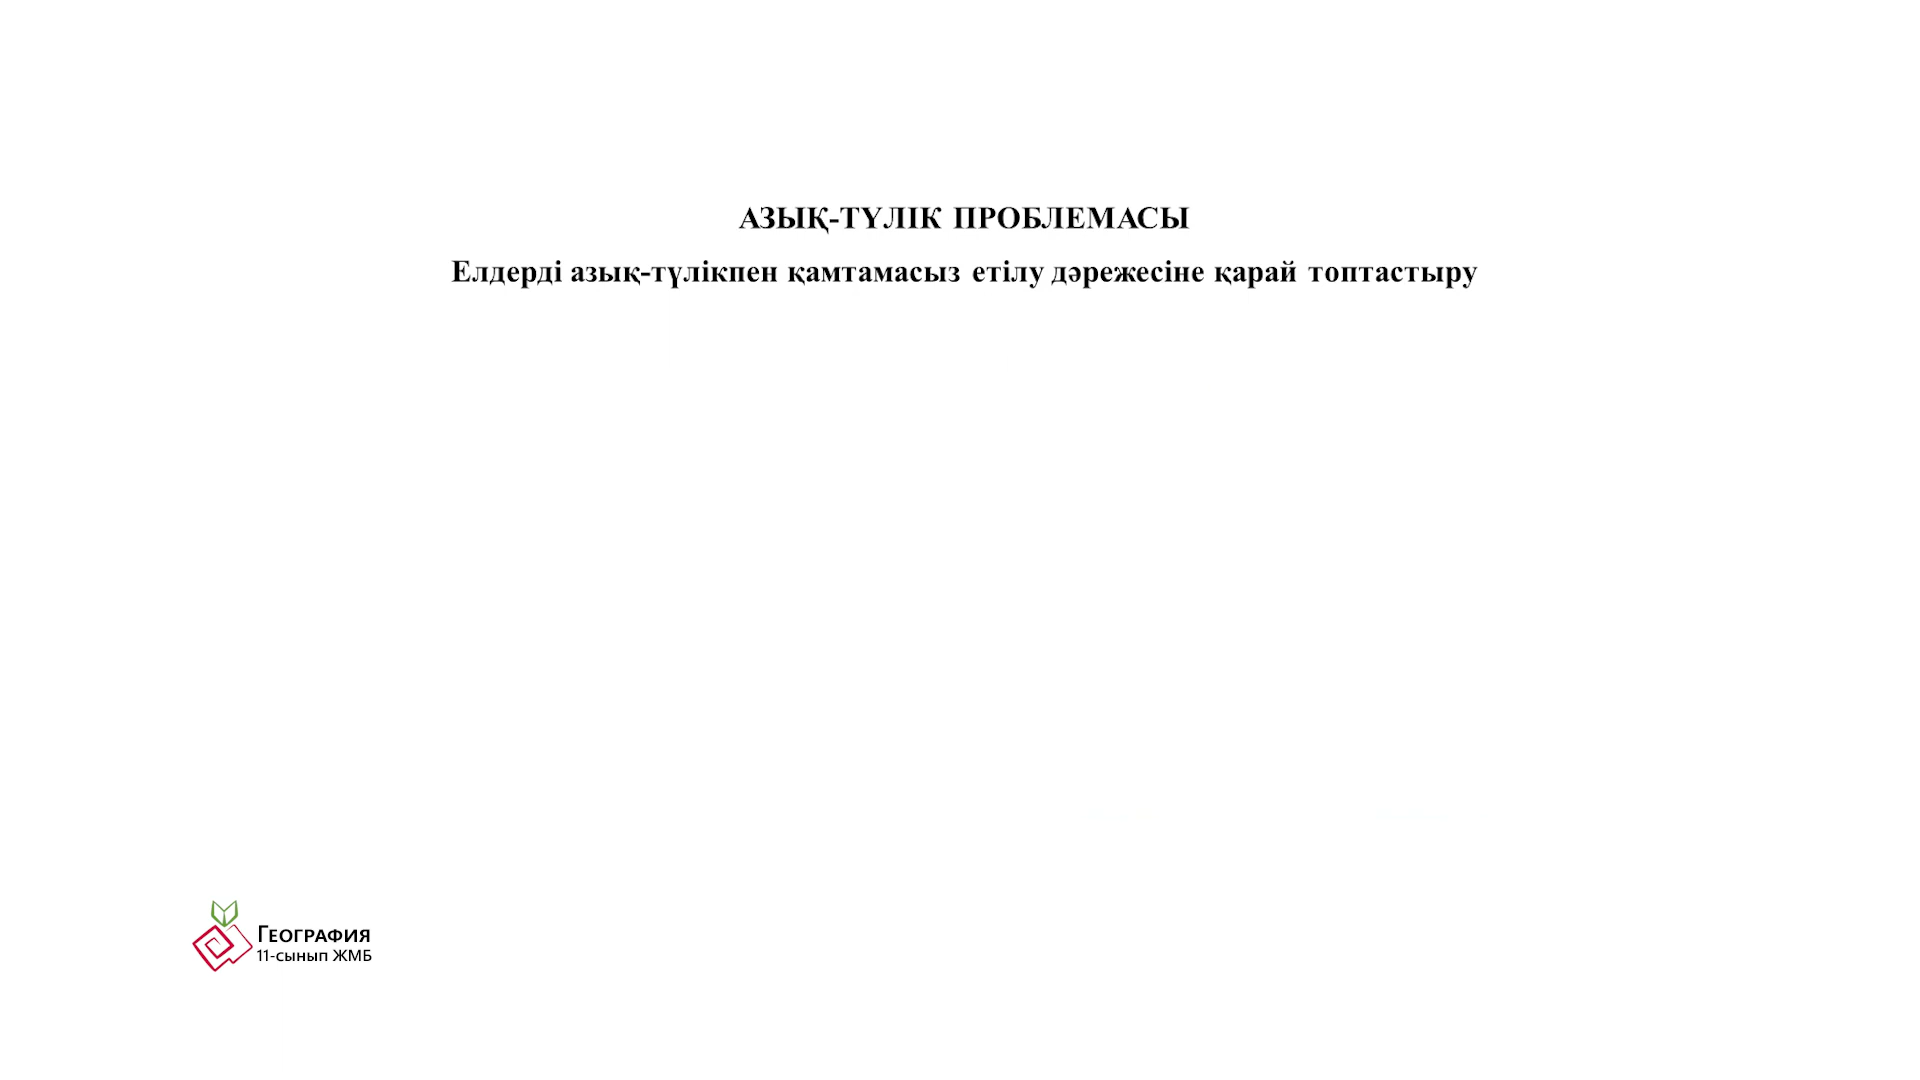 АЗЫҚ-ТҮЛІК ПРОБЛЕМАСЫ
Елдерді азық-түлікпен қамтамасыз етілу дәрежесіне қарай топтастыру
ГЕОГРАФИЯ
11-сынып ЖМБ